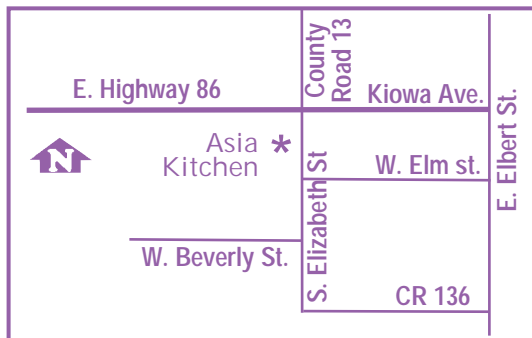 County
Road 13
E. Highway 86
Kiowa Ave.
E. Elbert St.
N
Asia *
Kitchen
W. Elm st.
S. Elizabeth St
W. Beverly St.
CR 136